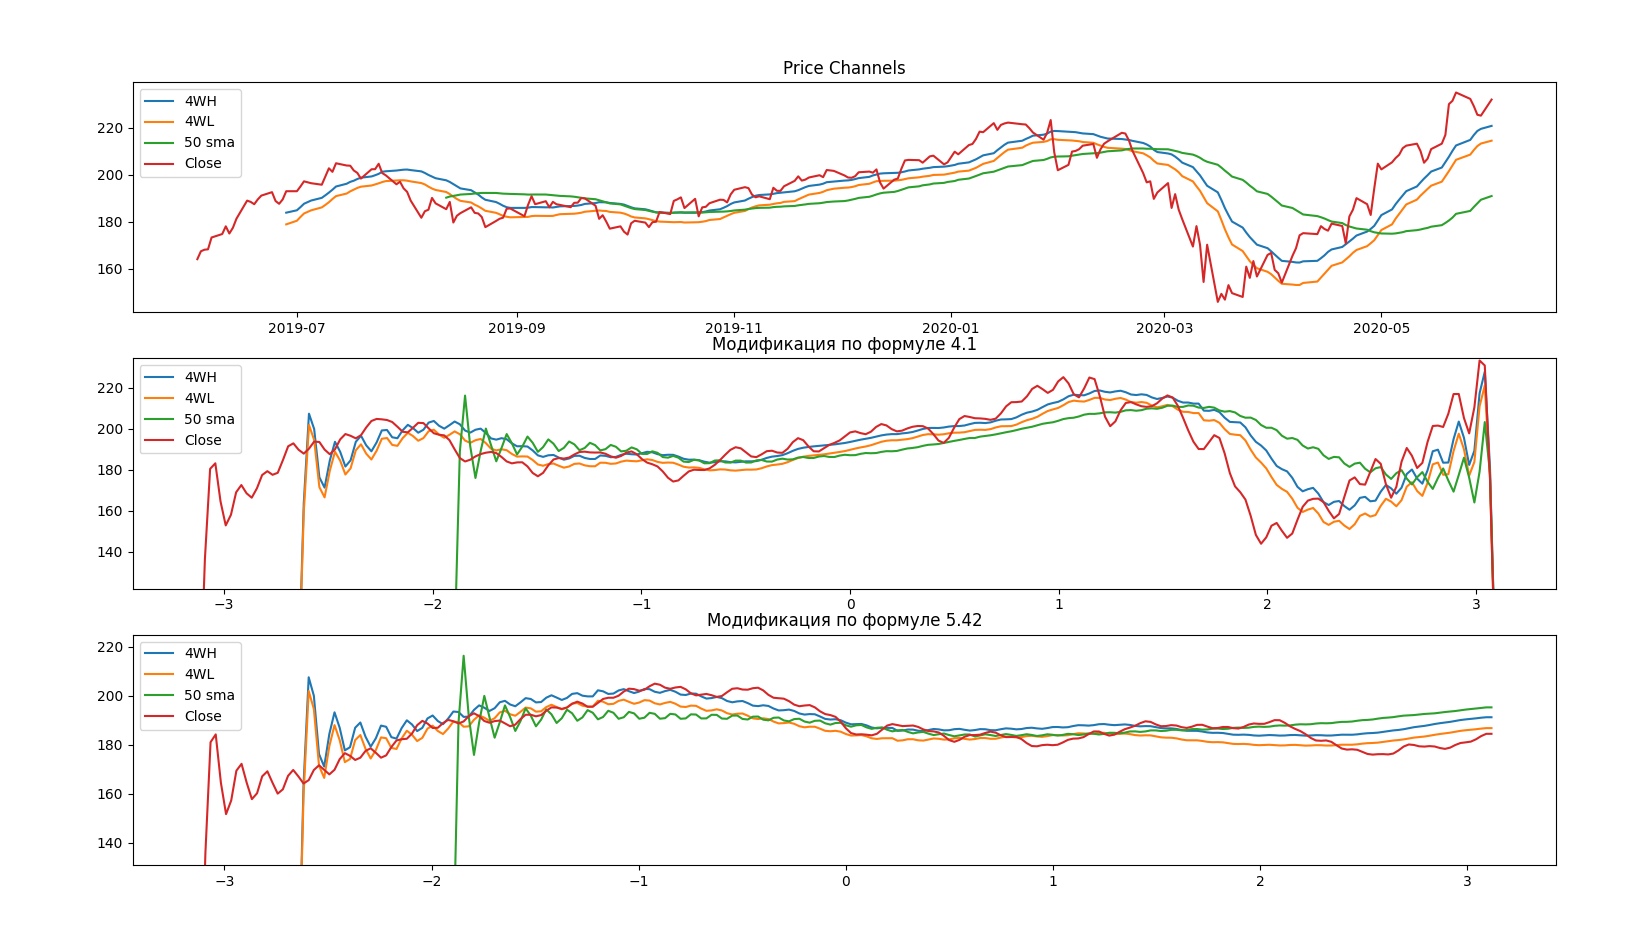 Price Channels
4WH
4WL
50 sma
Close
220
200
180
160
2019-07 2019-09 2019-11 2020-01 2020-03 2020-05
Модификация по формуле 4.1
4WH
4WL
50 sma
Close
220
200
180
160
140
−3 −2 −1 0 1 2 3
Модификация по формуле 5.42
4WH
4WL
50 sma
Close
220
200
180
160
140
−3 −2 −1 0 1 2 3